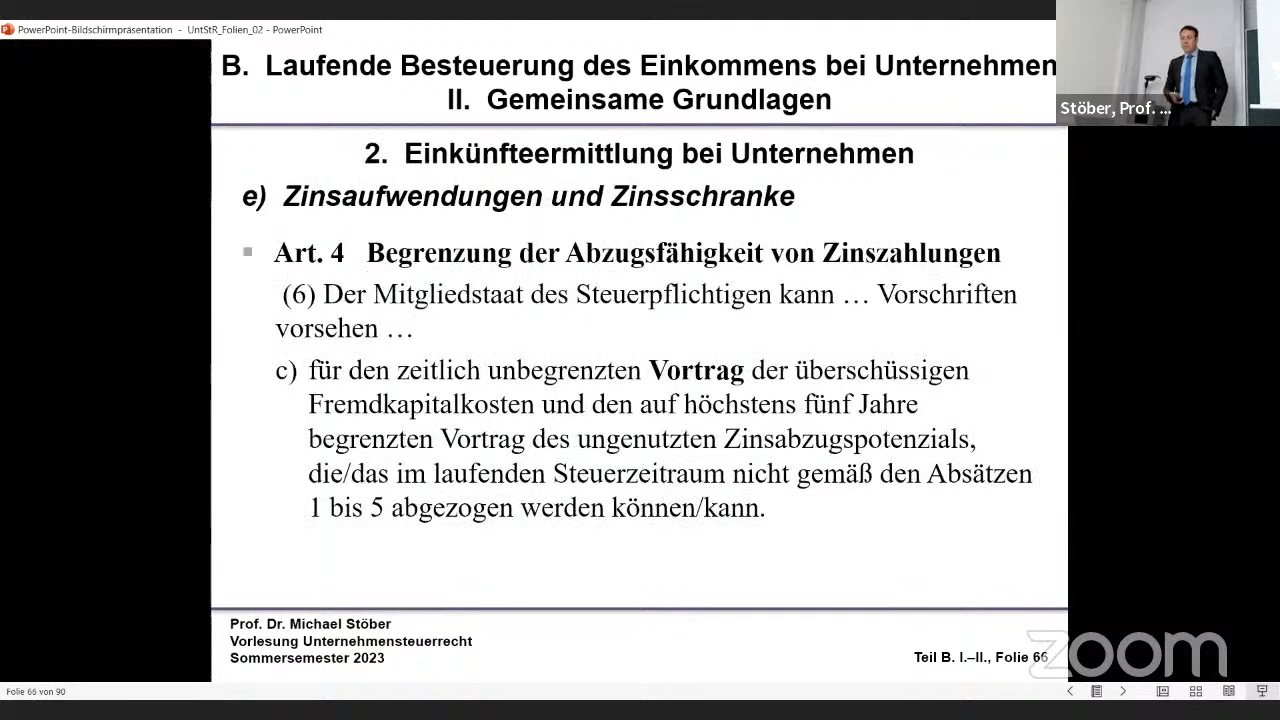 PowerPoint-Bildschirmpräsentation - UntStR_Folien_02 - PowerPoint
B. Laufende Besteuerung des Einkommens bei Unternehmen
II. Gemeinsame Grundlagen
Stöber, Prof. ...
2. Einkünfteermittlung bei Unternehmen
e) Zinsaufwendungen und Zinsschranke
Art. 4 Begrenzung der Abzugsfähigkeit von Zinszahlungen
(6) Der Mitgliedstaat des Steuerpflichtigen kann … Vorschriften
vorsehen …
c) für den zeitlich unbegrenzten Vortrag der überschüssigen
Fremdkapitalkosten und den auf höchstens fünf Jahre
begrenzten Vortrag des ungenutzten Zinsabzugspotenzials,
die/das im laufenden Steuerzeitraum nicht gemäß den Absätzen
1 bis 5 abgezogen werden können/kann.
Prof. Dr. Michael Stöber
Vorlesung Unternehmensteuerrecht
Sommersemester 2023
Teil B. I.–II., Folie 66
zoom
Folie 66 von 90